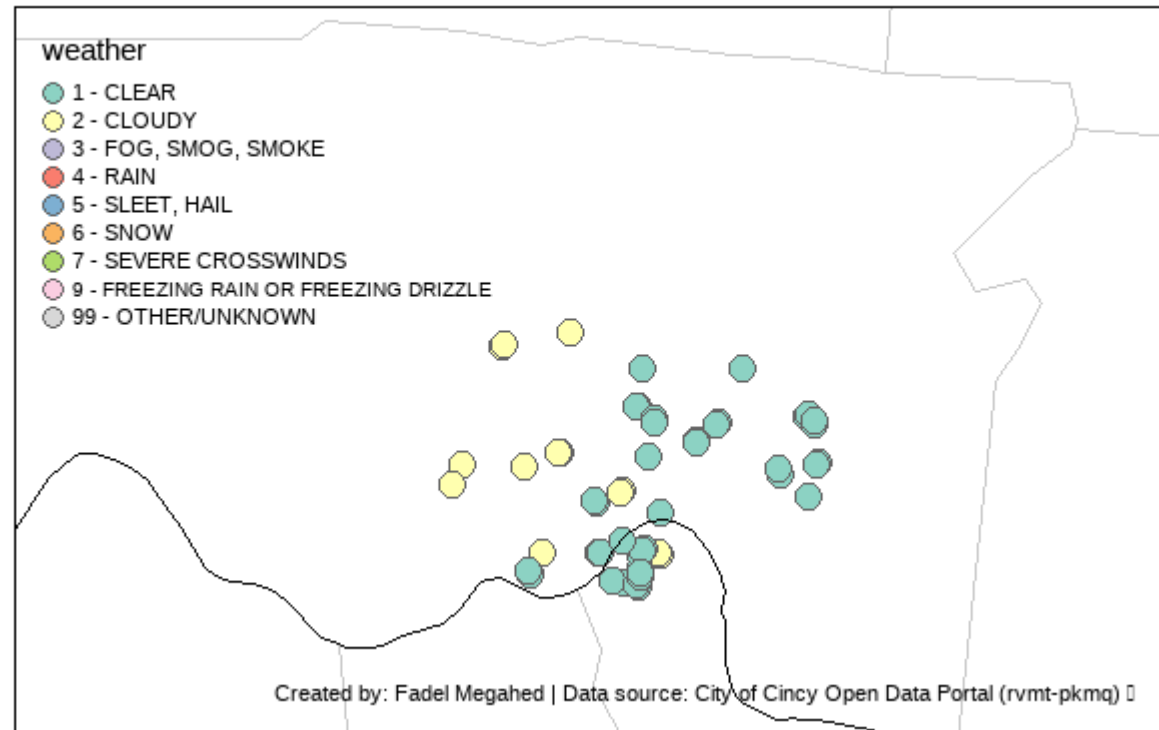 weather
1 - CLEAR
2 - CLOUDY
3 - FOG, SMOG, SMOKE
4 - RAIN
5 - SLEET, HAIL
6 - SNOW
7 - SEVERE CROSSWINDS
9 - FREEZING RAIN OR FREEZING DRIZZLE
99 - OTHER/UNKNOWN
Created by: Fadel Megahed | Data source: City of Cincy Open Data Portal (rvmt-pkmq)